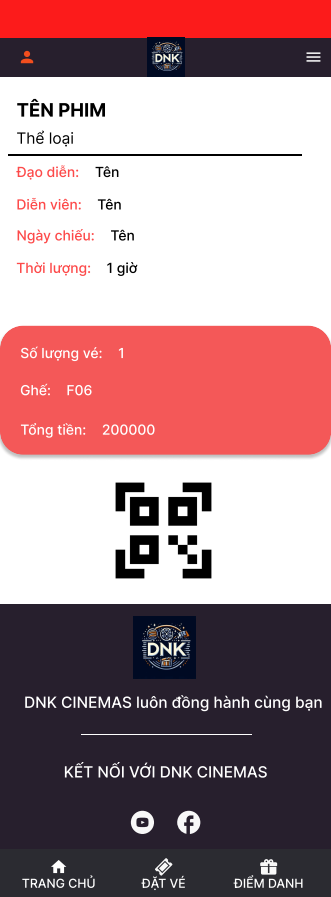 DNK
TÊN PHIM
Thể loại
Đạo diễn: Tên
Diễn viên: Tên
Ngày chiếu: Tên
Thời lượng: 1 giờ
Số lượng vé: 1
Ghế: F06
Tổng tiền: 200000
DNK
DNK CINEMAS luôn đồng hành cùng bạn
KẾT NỐI VỚI DNK CINEMAS
TRANG CHỦ ĐẶT VÉ ĐIỂM DANH